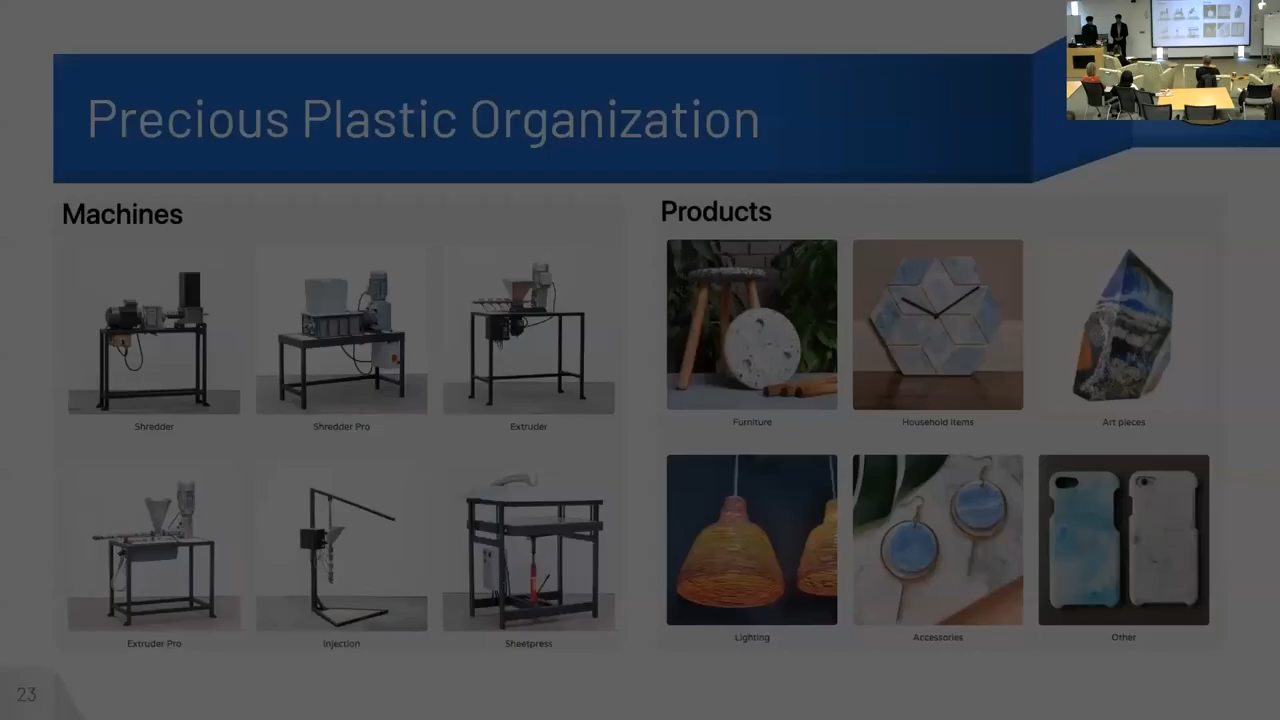 Precious Plastic Organization
Machines
Shredder
Shredder Pro
Extruder
Extruder Pro
Injection
Sheetpress
Products
Furniture
Household Items
Art pieces
Lighting
Accessories
Other
23